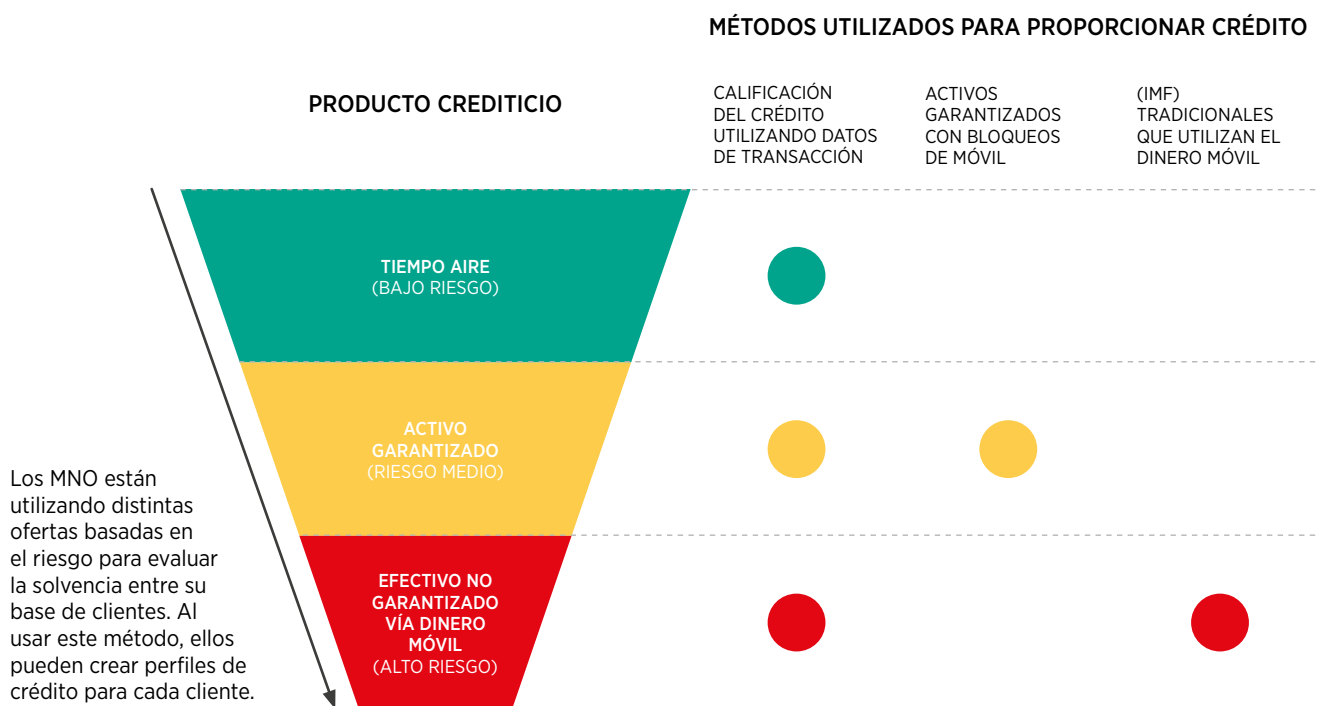 MÉTODOS UTILIZADOS PARA PROPORCIONAR CRÉDITO
PRODUCTO CREDITICIO
CALIFICACIÓN
DEL CRÉDITO
UTILIZANDO DATOS
DE TRANSACCIÓN
ACTIVOS
GARANTIZADOS
CON BLOQUEOS
DE MÓVIL
(IMF)
TRADICIONALES
QUE UTILIZAN EL
DINERO MÓVIL
TIEMPO AIRE
(BAJO RIESGO)
ACTIVO
GARANTIZADO
(RIESGO MEDIO)
EFECTIVO NO
GARANTIZADO
VÍA DINERO
MÓVIL
(ALTO RIESGO)
Los MNO están
utilizando distintas
ofertas basadas en
el riesgo para evaluar
la solvencia entre su
base de clientes. Al
usar este método, ellos
pueden crear perfiles de
crédito para cada cliente.